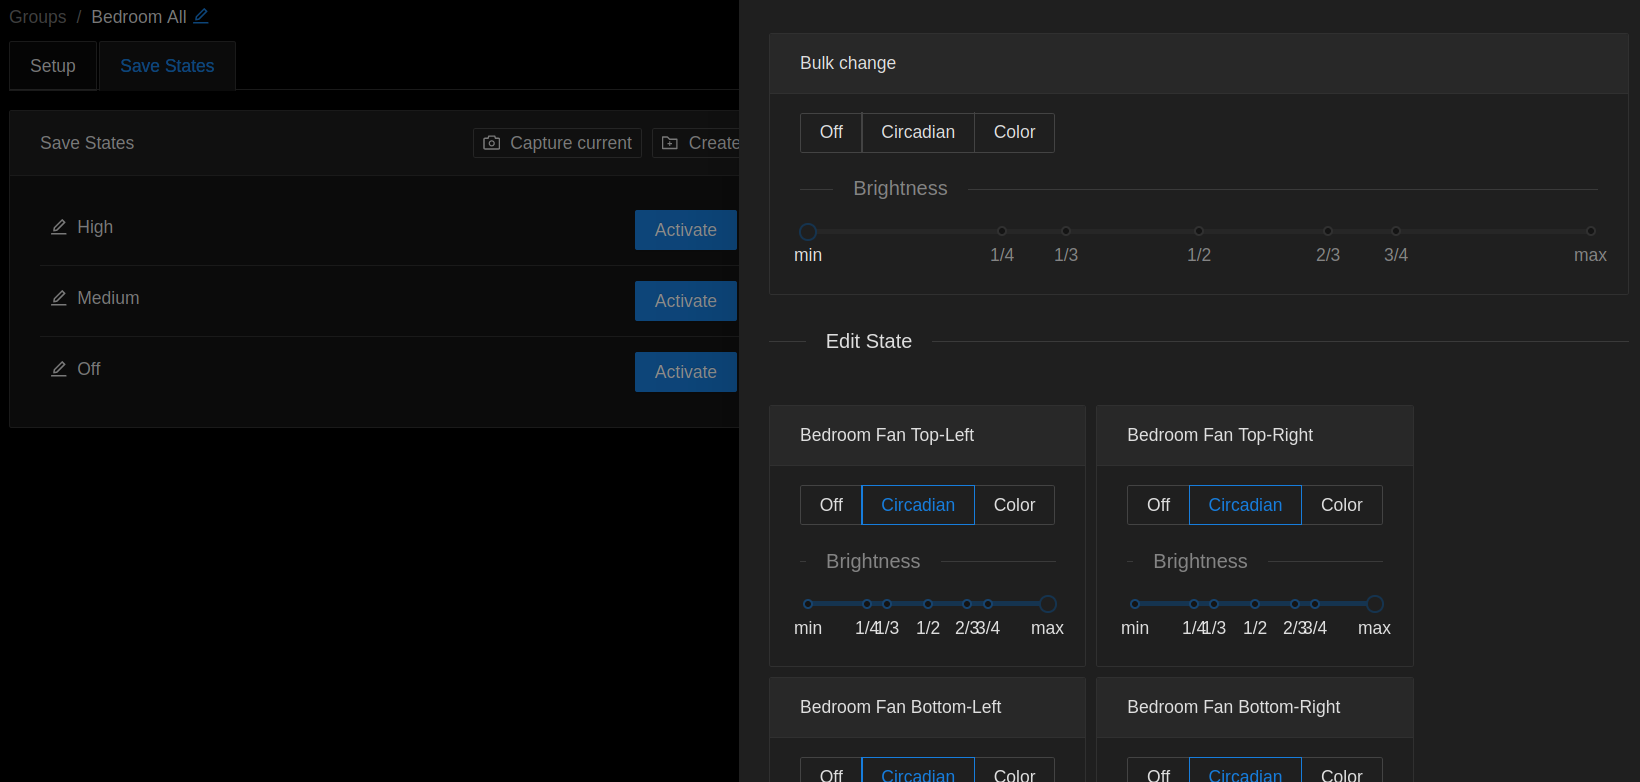 Groups / Bedroom All
Setup
Save States
Save States
Capture current
Create
High
Activate
Medium
Activate
Off
Activate
Bulk change
Off
Circadian
Color
Brightness
min 1/4 1/3 1/2 2/3 3/4 max
Edit State
Bedroom Fan Top-Left
Off Circadian Color
Brightness
min 1/4 1/3 1/2 2/3 3/4 max
Bedroom Fan Top-Right
Off Circadian Color
Brightness
min 1/4 1/3 1/2 2/3 3/4 max
Bedroom Fan Bottom-Left
Off Circadian Color
Bedroom Fan Bottom-Right
Off Circadian Color